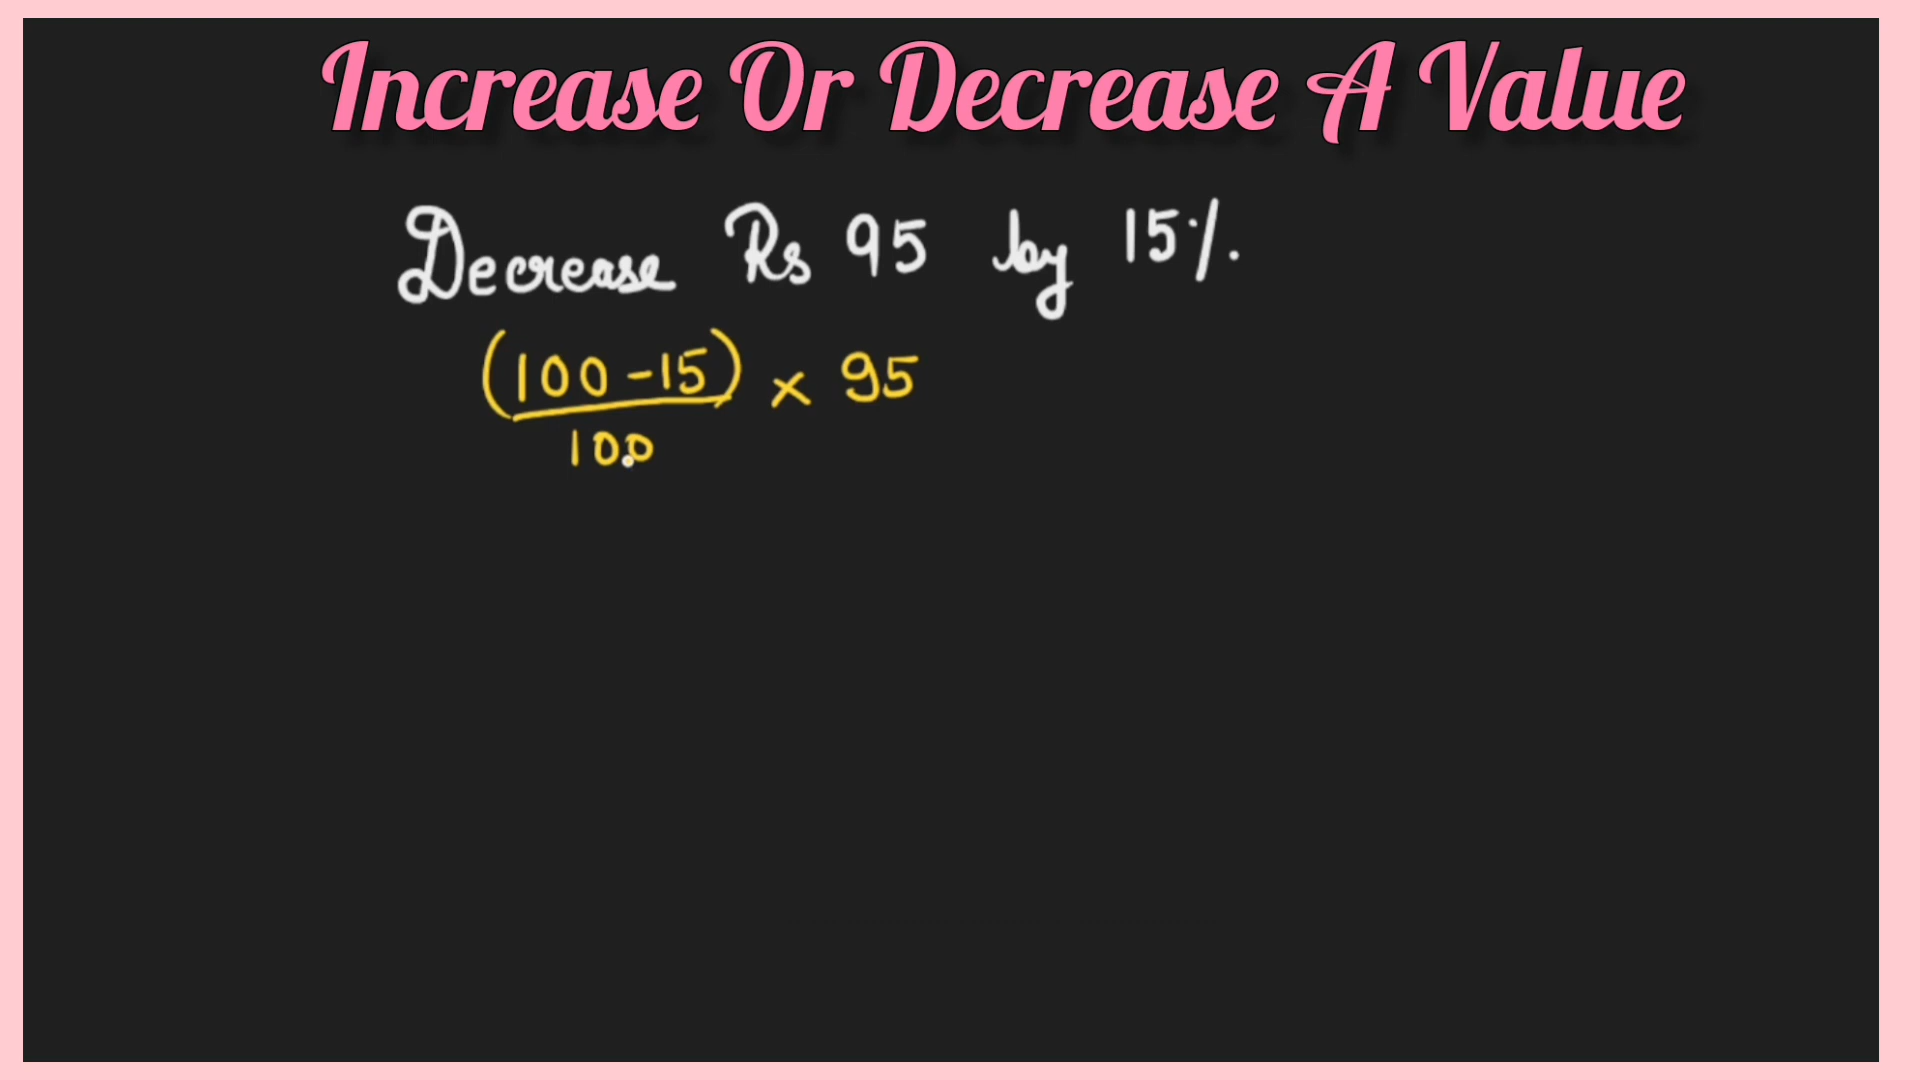 Increase Or Decrease A Value
Decrease Rs 95 by 15%.
(100-15) × 95
100